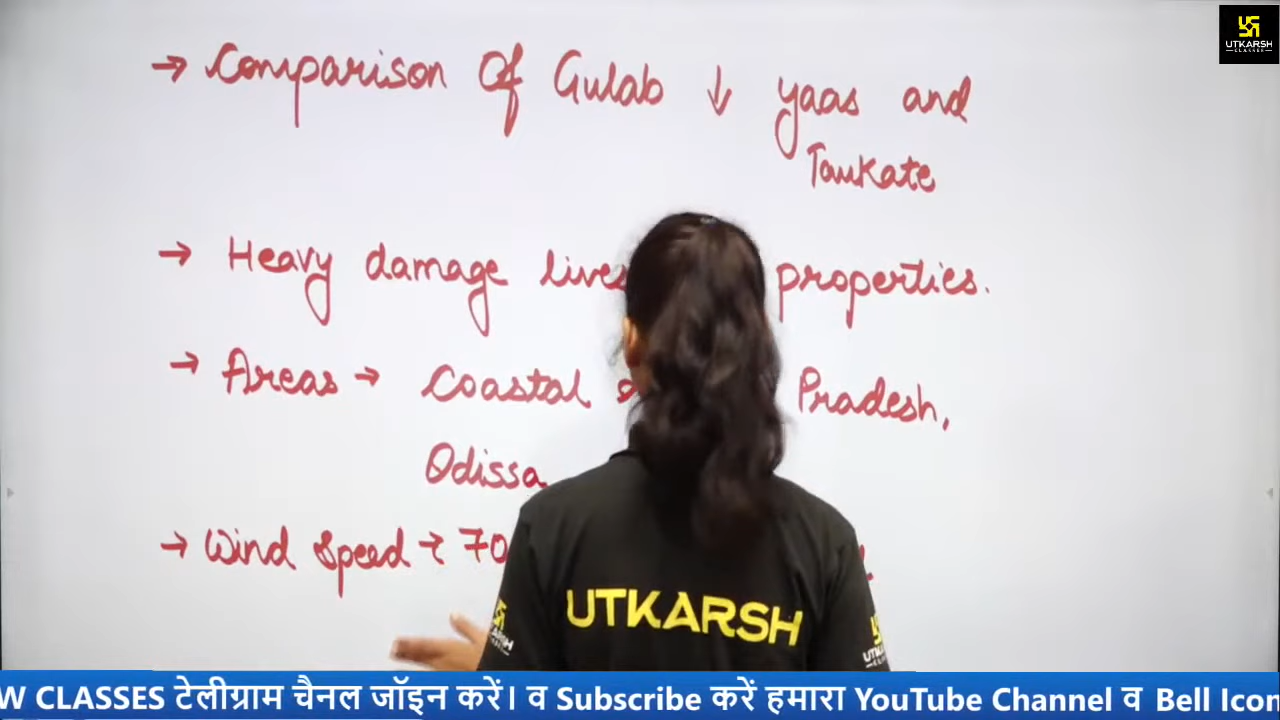 UTKARSH
CLASSES
→ Comparison Of Gulab ↓ yaas and
Taukate
→ Heavy damage lives properties.
→ Areas → Coastal Pradesh,
Odissa
→ Wind Speed → 70
UTKARSH
W CLASSES टेलीग्राम चैनल जॉइन करें। व Subscribe करें हमारा YouTube Channel व Bell Icon